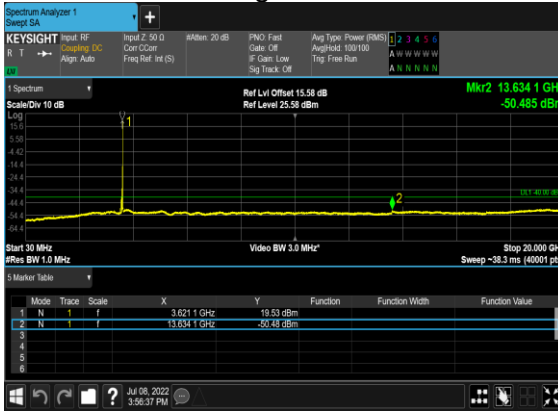 Spectrum Analyzer 1
Swept SA
+
KEYSIGHT Input: RF Input Z: 50 Ω #Atten: 20 dB PNO: Fast Avg Type: Power (RMS) 1 2 3 4 5 6
R T Coupling: DC Corr CCorr Gate: Off Avg|Hold: 100/100 A W W W W W
Align: Auto Freq Ref: Int (S) IF Gain: Low Trig: Free Run
Sig Track: Off A N N N N N
1 Spectrum Ref Lvl Offset 15.58 dB Mkr2 13.634 1 GH
Scale/Div 10 dB Ref Level 25.58 dBm -50.485 dB
Log
15.6 1
5.58
-4.42
-14.4
-24.4
-34.4 DL1 -40.00 dB
-44.4 2
-54.4
-64.4
Start 30 MHz Video BW 3.0 MHz* Stop 20.000 GH
#Res BW 1.0 MHz Sweep ~38.3 ms (40001 pt
5 Marker Table
Mode Trace Scale X Y Function Function Width Function Value
1 N 1 f 3.621 1 GHz 19.53 dBm
2 N 1 f 13.634 1 GHz -50.48 dBm
3
4
5
6
? Jul 08, 2022
3:56:37 PM